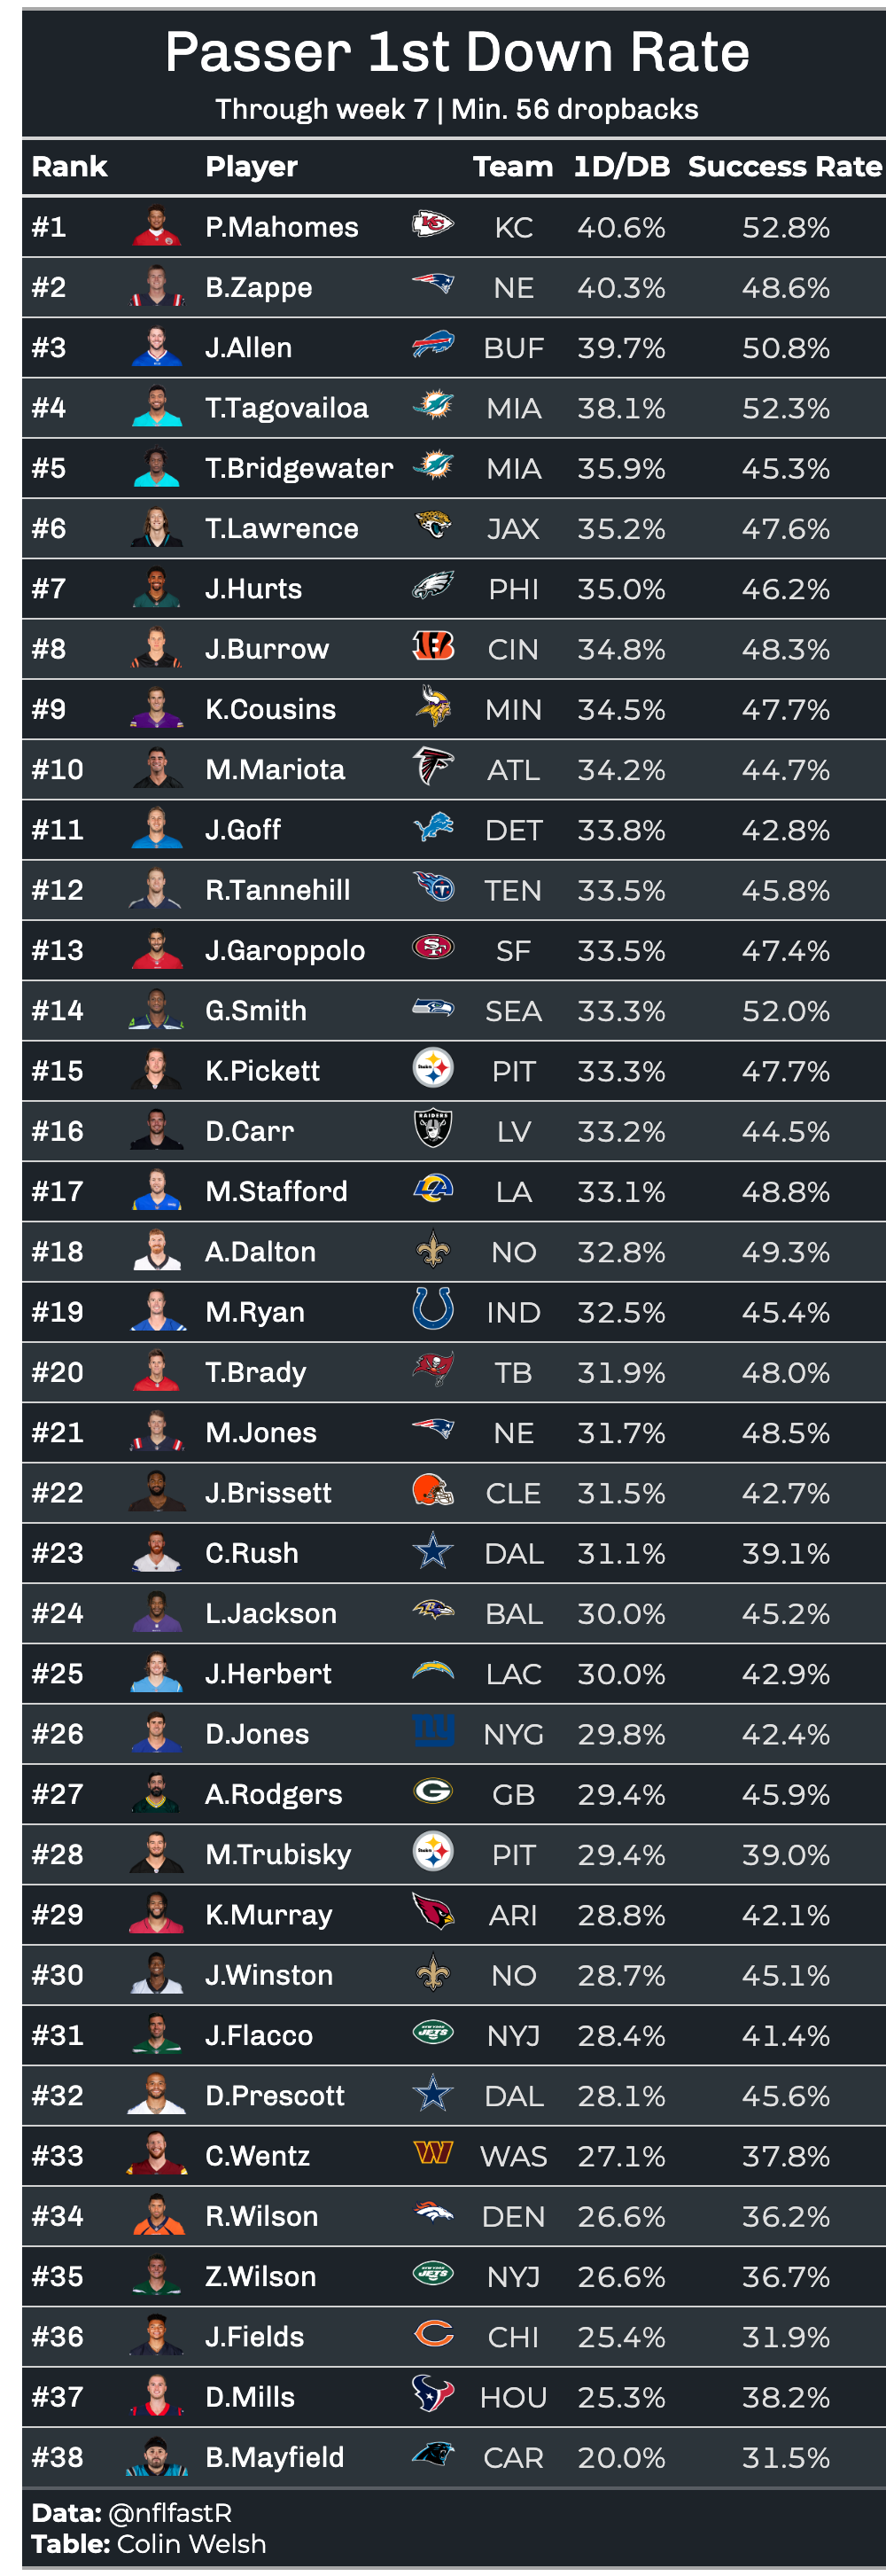 Passer 1st Down Rate
Through week 7 | Min. 56 dropbacks
Rank Player Team 1D/DB Success Rate
#1 P.Mahomes KC 40.6% 52.8%
#2 B.Zappe NE 40.3% 48.6%
#3 J.Allen BUF 39.7% 50.8%
#4 T.Tagovailoa MIA 38.1% 52.3%
#5 T.Bridgewater MIA 35.9% 45.3%
#6 T.Lawrence JAX 35.2% 47.6%
#7 J.Hurts PHI 35.0% 46.2%
#8 J.Burrow CIN 34.8% 48.3%
#9 K.Cousins MIN 34.5% 47.7%
#10 M.Mariota ATL 34.2% 44.7%
#11 J.Goff DET 33.8% 42.8%
#12 R.Tannehill TEN 33.5% 45.8%
#13 J.Garoppolo SF 33.5% 47.4%
#14 G.Smith SEA 33.3% 52.0%
#15 K.Pickett PIT 33.3% 47.7%
#16 D.Carr LV 33.2% 44.5%
#17 M.Stafford LA 33.1% 48.8%
#18 A.Dalton NO 32.8% 49.3%
#19 M.Ryan IND 32.5% 45.4%
#20 T.Brady TB 31.9% 48.0%
#21 M.Jones NE 31.7% 48.5%
#22 J.Brissett CLE 31.5% 42.7%
#23 C.Rush DAL 31.1% 39.1%
#24 L.Jackson BAL 30.0% 45.2%
#25 J.Herbert LAC 30.0% 42.9%
#26 D.Jones NYG 29.8% 42.4%
#27 A.Rodgers GB 29.4% 45.9%
#28 M.Trubisky PIT 29.4% 39.0%
#29 K.Murray ARI 28.8% 42.1%
#30 J.Winston NO 28.7% 45.1%
#31 J.Flacco NYJ 28.4% 41.4%
#32 D.Prescott DAL 28.1% 45.6%
#33 C.Wentz WAS 27.1% 37.8%
#34 R.Wilson DEN 26.6% 36.2%
#35 Z.Wilson NYJ 26.6% 36.7%
#36 J.Fields CHI 25.4% 31.9%
#37 D.Mills HOU 25.3% 38.2%
#38 B.Mayfield CAR 20.0% 31.5%
Data: @nflfastR
Table: Colin Welsh